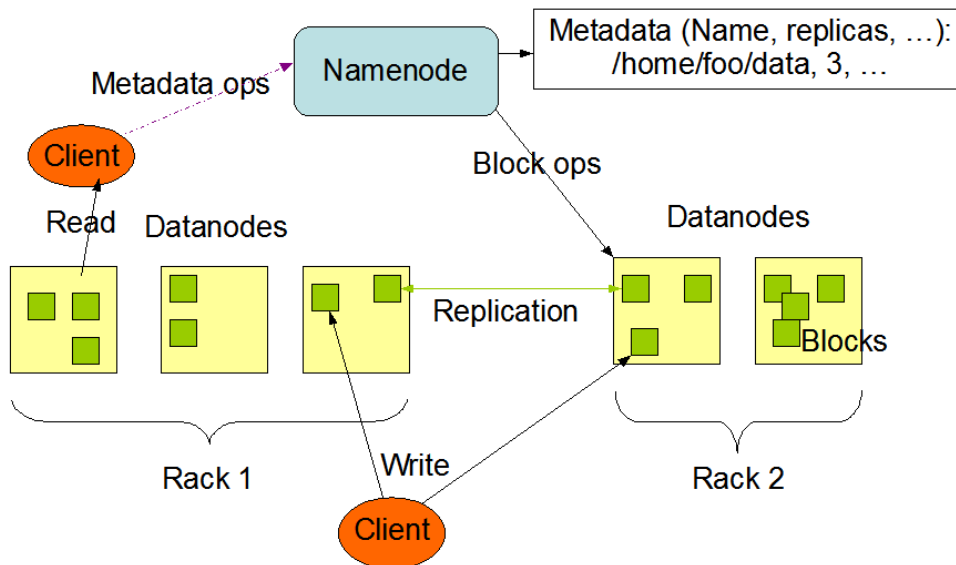 Metadata (Name, replicas, …):
/home/foo/data, 3, …
Namenode
Metadata ops
Client
Block ops
Read
Datanodes
Datanodes
Replication
Blocks
Rack 1
Write
Rack 2
Client